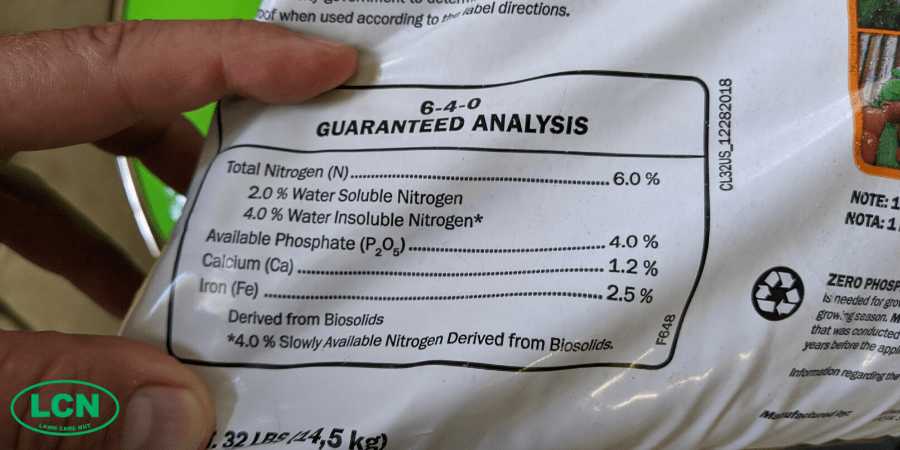 of when used according to the label directions.
6-4-0
GUARANTEED ANALYSIS
Total Nitrogen (N) 6.0 %
2.0 % Water Soluble Nitrogen
4.0 % Water Insoluble Nitrogen*
Available Phosphate (P₂O₅) 4.0 %
Calcium (Ca) 1.2 %
Iron (Fe) 2.5 %
Derived from Biosolids
*4.0 % Slowly Available Nitrogen Derived from Biosolids.
F648
CL32US_12282018
NOTE: 1
NOTA: 1
ZERO PHOSP
is needed for gro
growing season. M
that was conducted
years before the appl
Information regarding the
Manufactured
. 32 LBS (14,5 kg)
LCN
LAWN CARE NUT